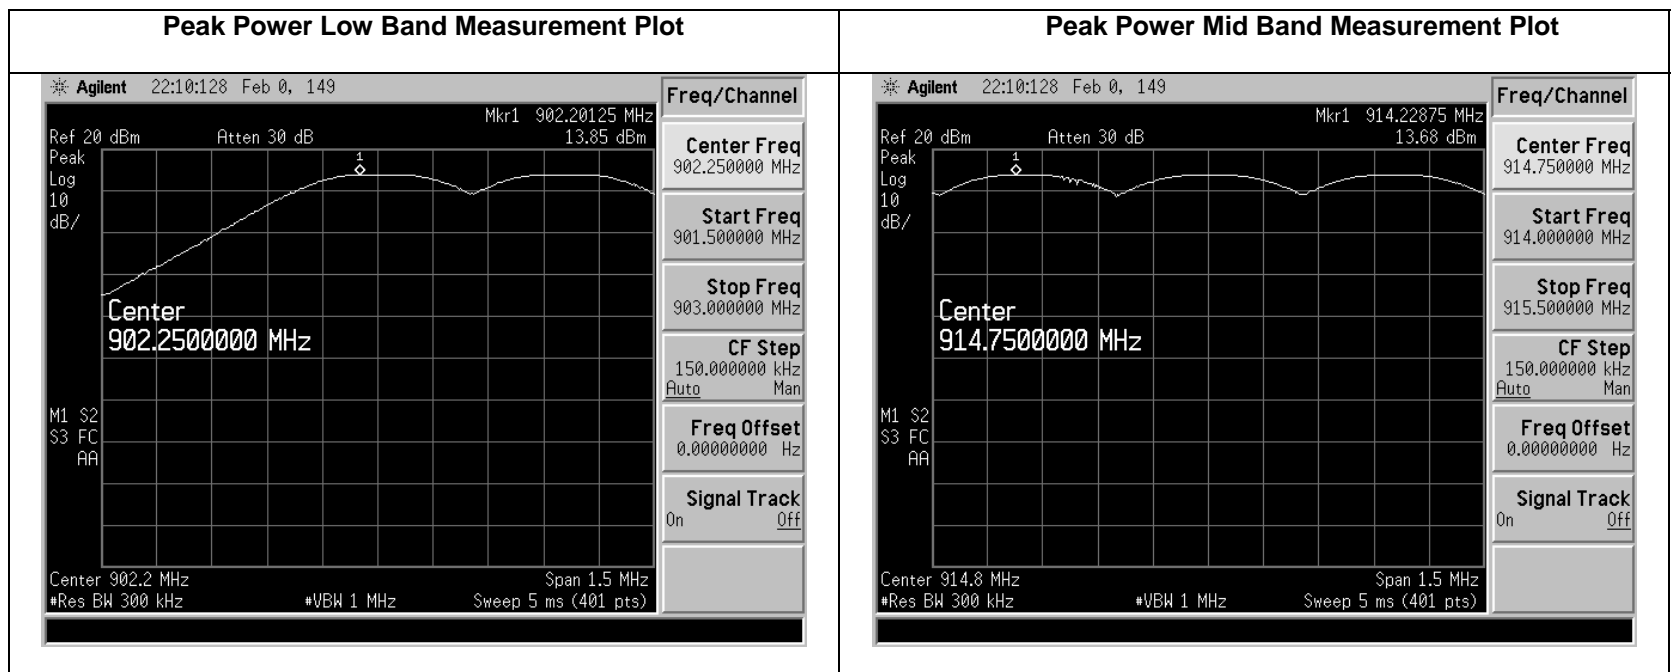 Peak Power Low Band Measurement Plot
Agilent 22:10:128 Feb 0, 149
Mkr1 902.20125 MHz
Ref 20 dBm Atten 30 dB 13.85 dBm
Peak
Log
10
dB/
1
Center
902.2500000 MHz
M1 S2
S3 FC
AA
Center 902.2 MHz Span 1.5 MHz
#Res BW 300 kHz #VBW 1 MHz Sweep 5 ms (401 pts)
Freq/Channel
Center Freq
902.250000 MHz
Start Freq
901.500000 MHz
Stop Freq
903.000000 MHz
CF Step
150.000000 kHz
Auto Man
Freq Offset
0.00000000 Hz
Signal Track
On Off
Peak Power Mid Band Measurement Plot
Agilent 22:10:128 Feb 0, 149
Mkr1 914.22875 MHz
Ref 20 dBm Atten 30 dB 13.68 dBm
Peak
Log
10
dB/
1
Center
914.7500000 MHz
M1 S2
S3 FC
AA
Center 914.8 MHz Span 1.5 MHz
#Res BW 300 kHz #VBW 1 MHz Sweep 5 ms (401 pts)
Freq/Channel
Center Freq
914.750000 MHz
Start Freq
914.000000 MHz
Stop Freq
915.500000 MHz
CF Step
150.000000 kHz
Auto Man
Freq Offset
0.00000000 Hz
Signal Track
On Off